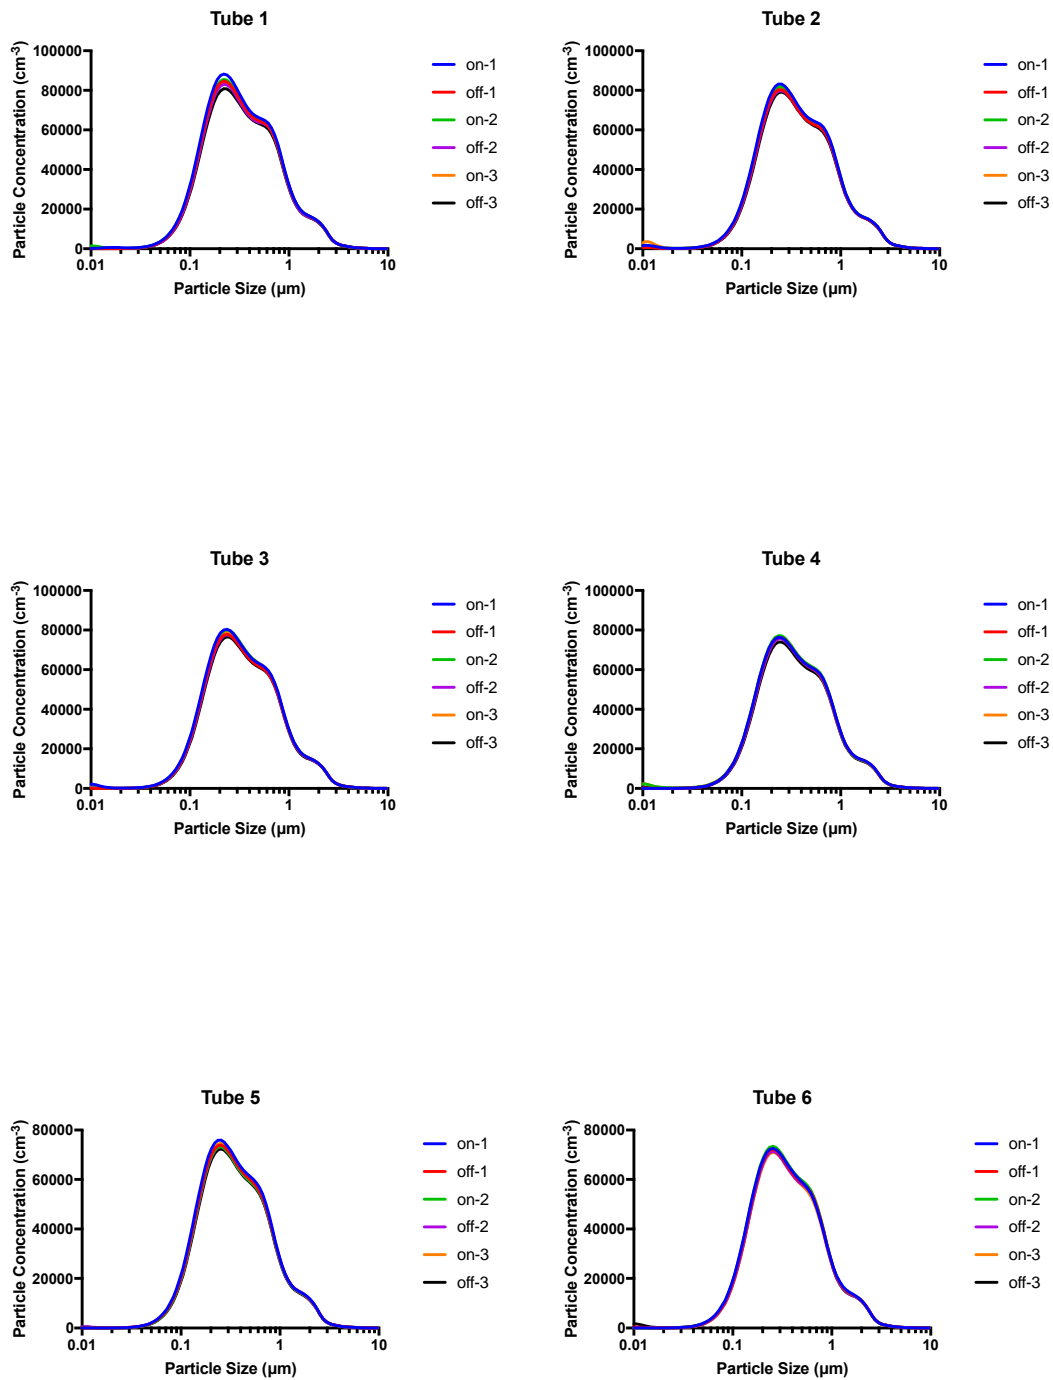 Tube 1
Particle Concentration (cm-3)
100000
80000
60000
40000
20000
0
0.01 0.1 1 10
Particle Size (µm)
on-1
off-1
on-2
off-2
on-3
off-3
Tube 2
Particle Concentration (cm-3)
100000
80000
60000
40000
20000
0
0.01 0.1 1 10
Particle Size (µm)
on-1
off-1
on-2
off-2
on-3
off-3
Tube 3
Particle Concentration (cm-3)
100000
80000
60000
40000
20000
0
0.01 0.1 1 10
Particle Size (µm)
on-1
off-1
on-2
off-2
on-3
off-3
Tube 4
Particle Concentration (cm-3)
100000
80000
60000
40000
20000
0
0.01 0.1 1 10
Particle Size (µm)
on-1
off-1
on-2
off-2
on-3
off-3
Tube 5
Particle Concentration (cm-3)
80000
60000
40000
20000
0
0.01 0.1 1 10
Particle Size (µm)
on-1
off-1
on-2
off-2
on-3
off-3
Tube 6
Particle Concentration (cm-3)
80000
60000
40000
20000
0
0.01 0.1 1 10
Particle Size (µm)
on-1
off-1
on-2
off-2
on-3
off-3